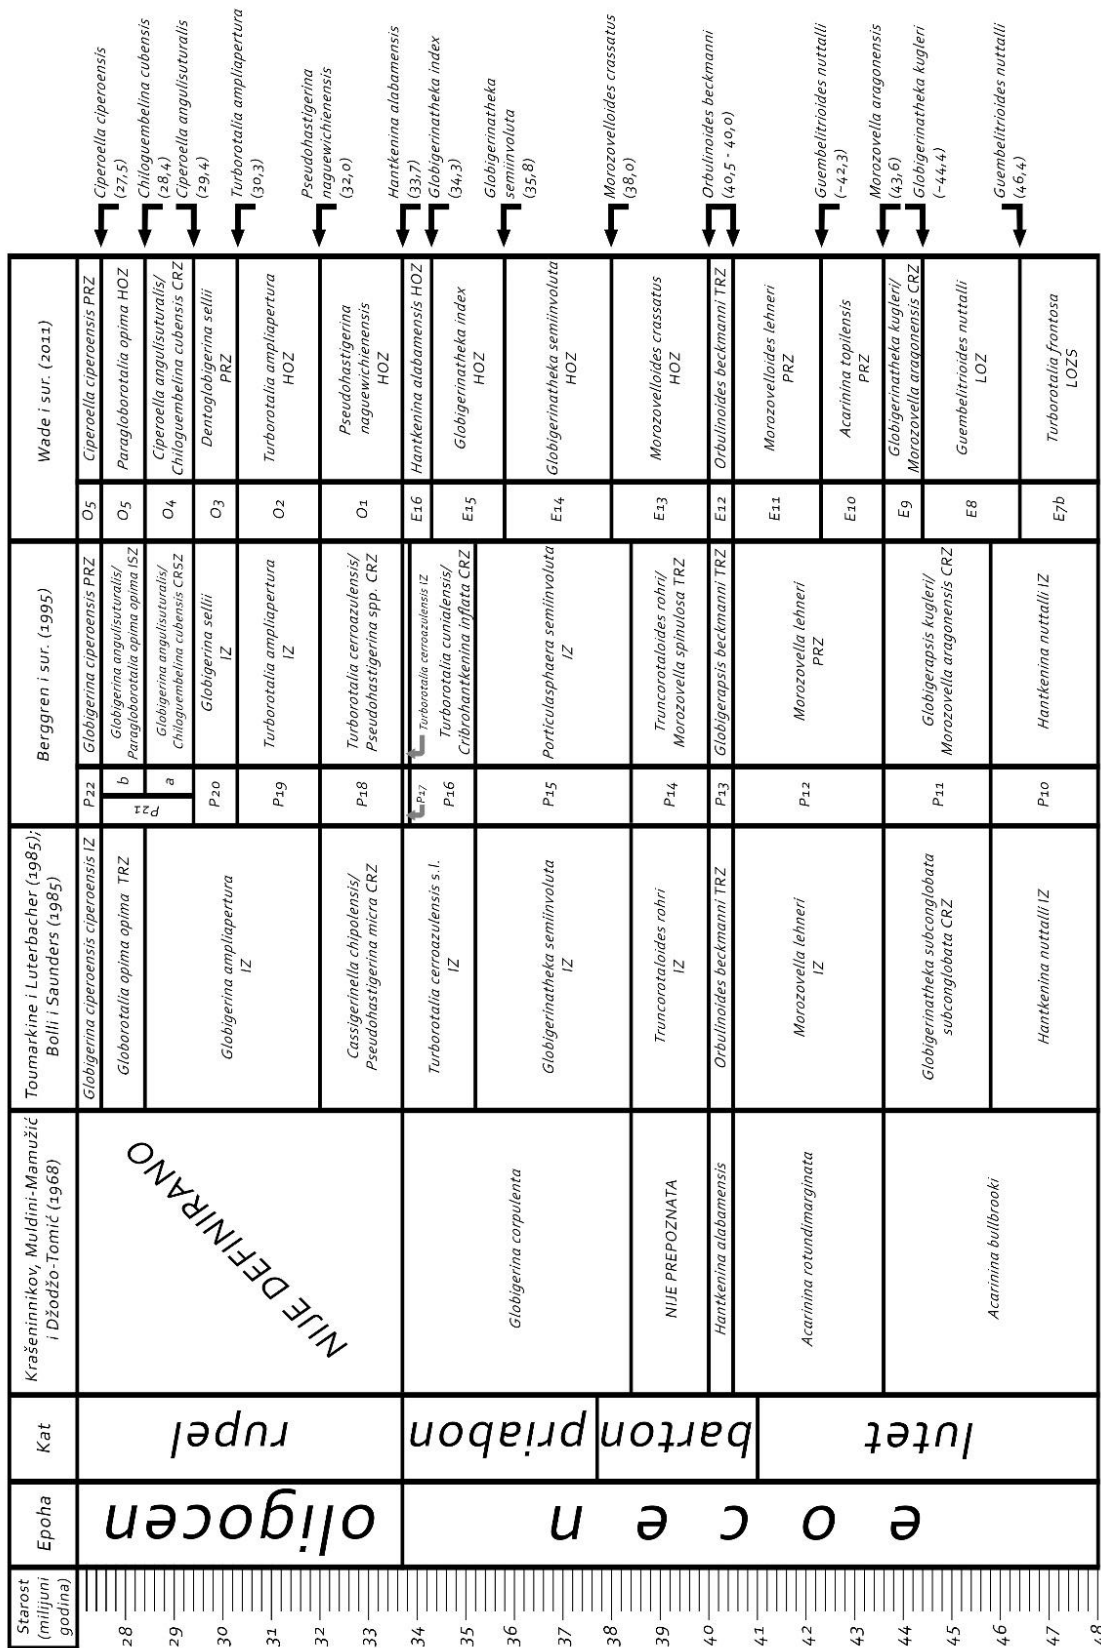 Starost
(milijuni
godina)
Epoha
Kat
Krašeninnikov, Muldini-Mamužić
i Džodžo-Tomić (1968)
Toumarkine i Luterbacher (1985);
Bolli i Saunders (1985)
Berggren i sur. (1995)
Wade i sur. (2011)
28
29
30
31
32
33
34
35
36
37
38
39
40
41
42
43
44
45
46
47
48
oligocen
eocen
rupel
priabon
barton
lutet
NIJE DEFINIRANO
Globigerina corpulenta
NIJE PREPOZNATA
Hantkenina alabamensis
Acarinina rotundimarginata
Acarinina bullbrooki
Globigerina ciperoensis ciperoensis IZ
Globorotalia opima opima TRZ
Globigerina ampliapertura
IZ
Cassigerinella chipolensis/
Pseudohastigerina micra CRZ
Turborotalia cerroazulensis s.l.
IZ
Globigerinatheka semiinvoluta
IZ
Truncorotaloides rohri
IZ
Orbulinoides beckmanni TRZ
Morozovella lehneri
IZ
Globigerinatheka subconglobata
subconglobata CRZ
Hantkenina nuttalli IZ
P22
P21
b
a
P20
P19
P18
P17
P16
P15
P14
P13
P12
P11
P10
Globigerina ciperoensis PRZ
Globigerina angulisuturalis/
Paragloborotalia opima opima ISZ
Globigerina angulisuturalis/
Chiloguembelina cubensis CRSZ
Globigerina sellii
IZ
Turborotalia ampliapertura
IZ
Turborotalia cerroazulensis/
Pseudohastigerina spp. CRZ
Turborotalia cerroazulensis IZ
Turborotalia cunialensis/
Cribrohantkenina inflata CRZ
Porticulasphaera semiinvoluta
IZ
Truncorotaloides rohri/
Morozovella spinulosa TRZ
Globigerapsis beckmanni TRZ
Morozovella lehneri
PRZ
Globigerapsis kugleri/
Morozovella aragonensis CRZ
Hantkenina nuttalli IZ
O5
O5
O4
O3
O2
O1
E16
E15
E14
E13
E12
E11
E10
E9
E8
E7b
Ciperoella ciperoensis PRZ
Paragloborotalia opima HOZ
Ciperoella angulisuturalis/
Chiloguembelina cubensis CRZ
Dentoglobigerina sellii
PRZ
Turborotalia ampliapertura
HOZ
Pseudohastigerina
naguewichienensis
HOZ
Hantkenina alabamensis HOZ
Globigerinatheka index
HOZ
Globigerinatheka semiinvoluta
HOZ
Morozovelloides crassatus
HOZ
Orbulinoides beckmanni TRZ
Morozovelloides lehneri
PRZ
Acarinina topilensis
PRZ
Globigerinatheka kugleri/
Morozovella aragonensis CRZ
Guembelitrioides nuttalli
LOZ
Turborotalia frontosa
LOZS
Ciperoella ciperoensis
(27,5)
Chiloguembelina cubensis
(28,4)
Ciperoella angulisuturalis
(29,4)
Turborotalia ampliapertura
(30,3)
Pseudohastigerina
naguewichienensis
(32,0)
Hantkenina alabamensis
(33,7)
Globigerinatheka index
(34,3)
Globigerinatheka
semiinvoluta
(35,8)
Morozovelloides crassatus
(38,0)
Orbulinoides beckmanni
(40,5 - 40,0)
Guembelitrioides nuttalli
(~42,3)
Morozovella aragonensis
(43,6)
Globigerinatheka kugleri
(~44,4)
Guembelitrioides nuttalli
(46,4)